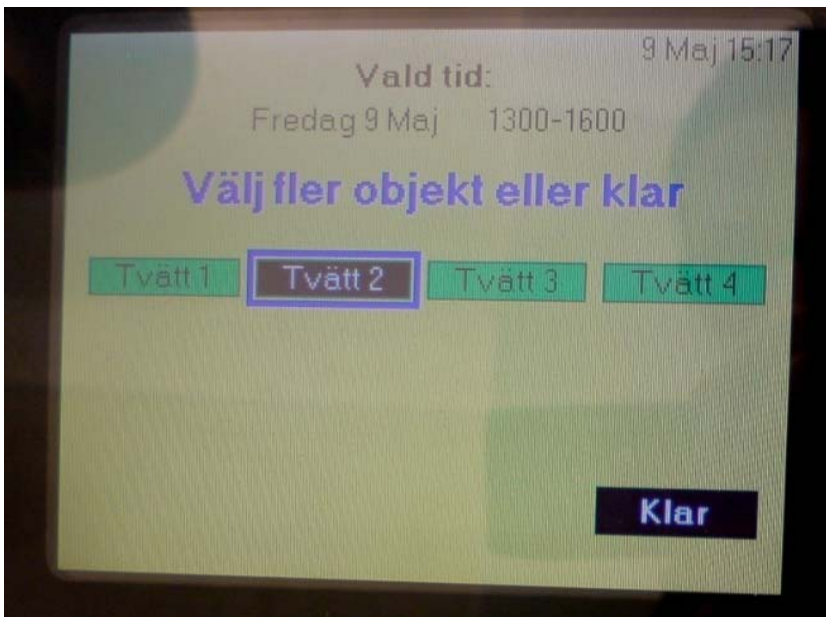 9 Maj 15:17
Vald tid:
Fredag 9 Maj 1300-1600
Välj fler objekt eller klar
Tvätt 1 Tvätt 2 Tvätt 3 Tvätt 4
Klar